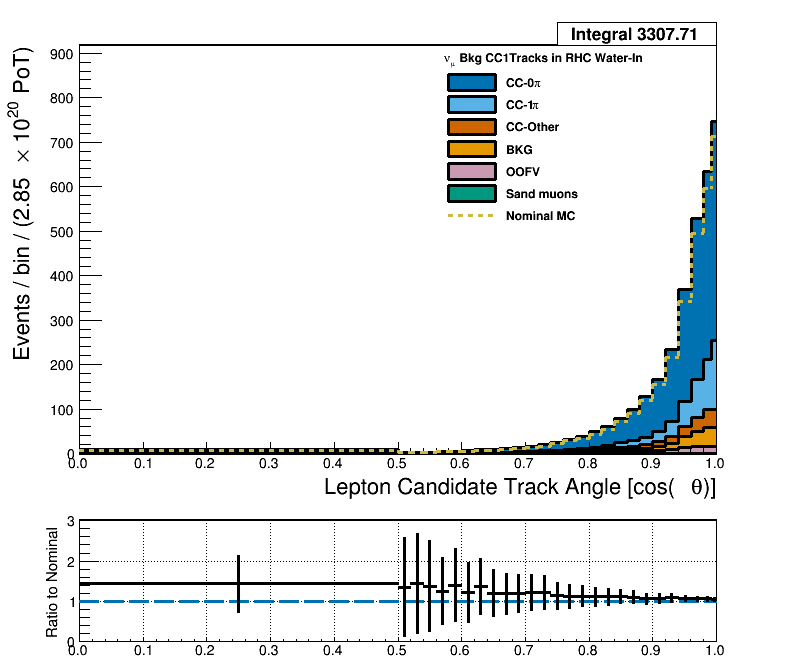 Integral 3307.71
ν_μ Bkg CC1Tracks in RHC Water-In
CC-0π
CC-1π
CC-Other
BKG
OOFV
Sand muons
Nominal MC
Events / bin / (2.85 × 10^20 PoT)
900
800
700
600
500
400
300
200
100
0
0.0 0.1 0.2 0.3 0.4 0.5 0.6 0.7 0.8 0.9 1.0
Lepton Candidate Track Angle [cos( θ)]
Ratio to Nominal
3
2
1
0
0.0 0.1 0.2 0.3 0.4 0.5 0.6 0.7 0.8 0.9 1.0